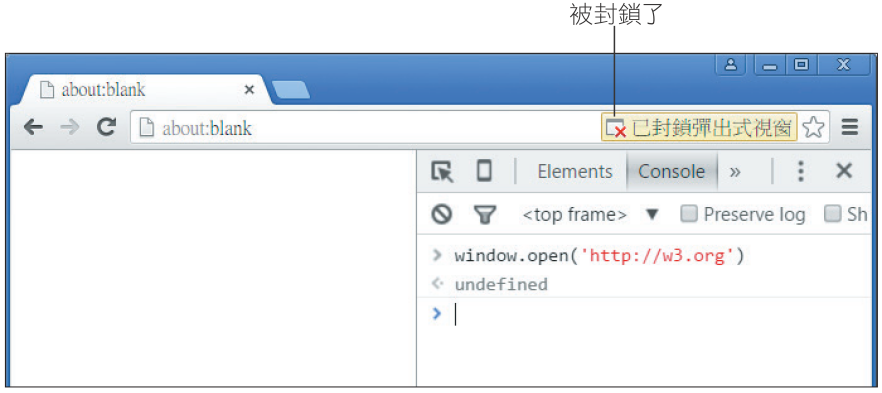 被封鎖了
about:blank
about:blank 已封鎖彈出式視窗
Elements Console »
<top frame> ▼ Preserve log Sh
> window.open('http://w3.org')
<· undefined
>